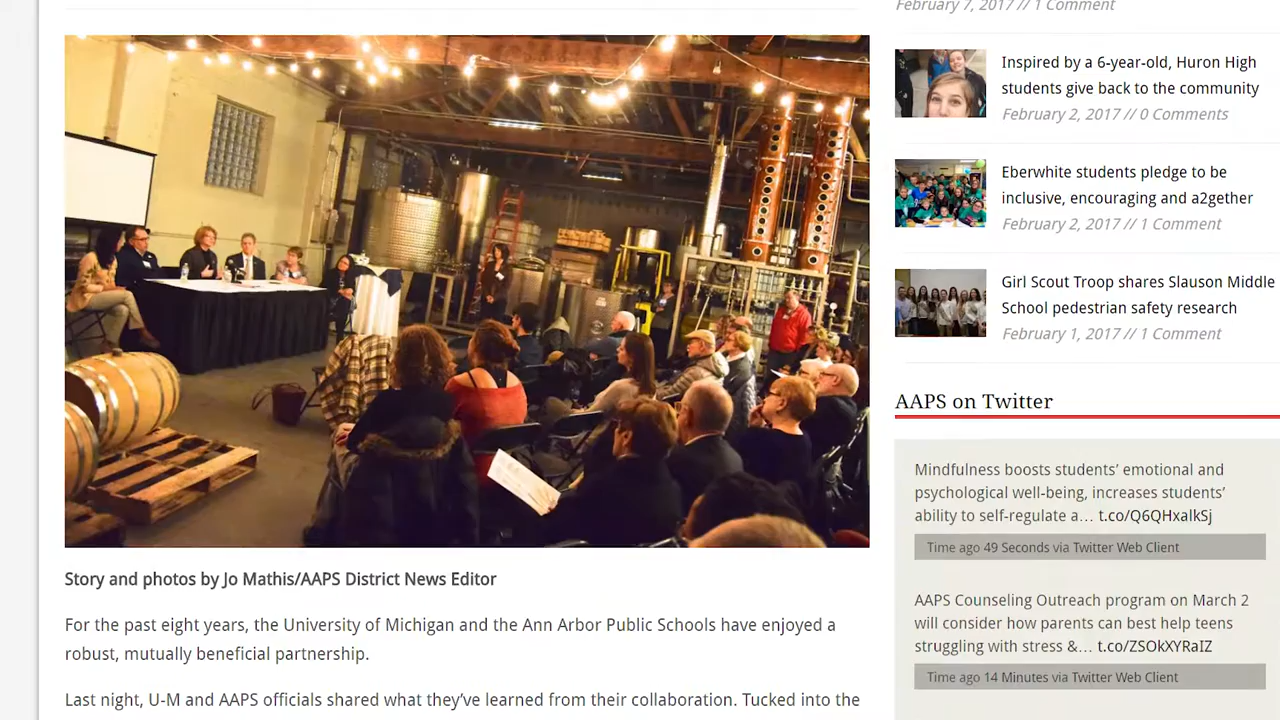 February 7, 2017 // 1 Comment
Inspired by a 6-year-old, Huron High
students give back to the community
February 2, 2017 // 0 Comments
Eberwhite students pledge to be
inclusive, encouraging and a2gether
February 2, 2017 // 1 Comment
Girl Scout Troop shares Slauson Middle
School pedestrian safety research
February 1, 2017 // 1 Comment
AAPS on Twitter
Mindfulness boosts students’ emotional and
psychological well-being, increases students’
ability to self-regulate a… t.co/Q6QHxalkSj
Time ago 49 Seconds via Twitter Web Client
AAPS Counseling Outreach program on March 2
will consider how parents can best help teens
struggling with stress &… t.co/ZSOkXYRaIZ
Time ago 14 Minutes via Twitter Web Client
Story and photos by Jo Mathis/AAPS District News Editor
For the past eight years, the University of Michigan and the Ann Arbor Public Schools have enjoyed a
robust, mutually beneficial partnership.
Last night, U-M and AAPS officials shared what they’ve learned from their collaboration. Tucked into the